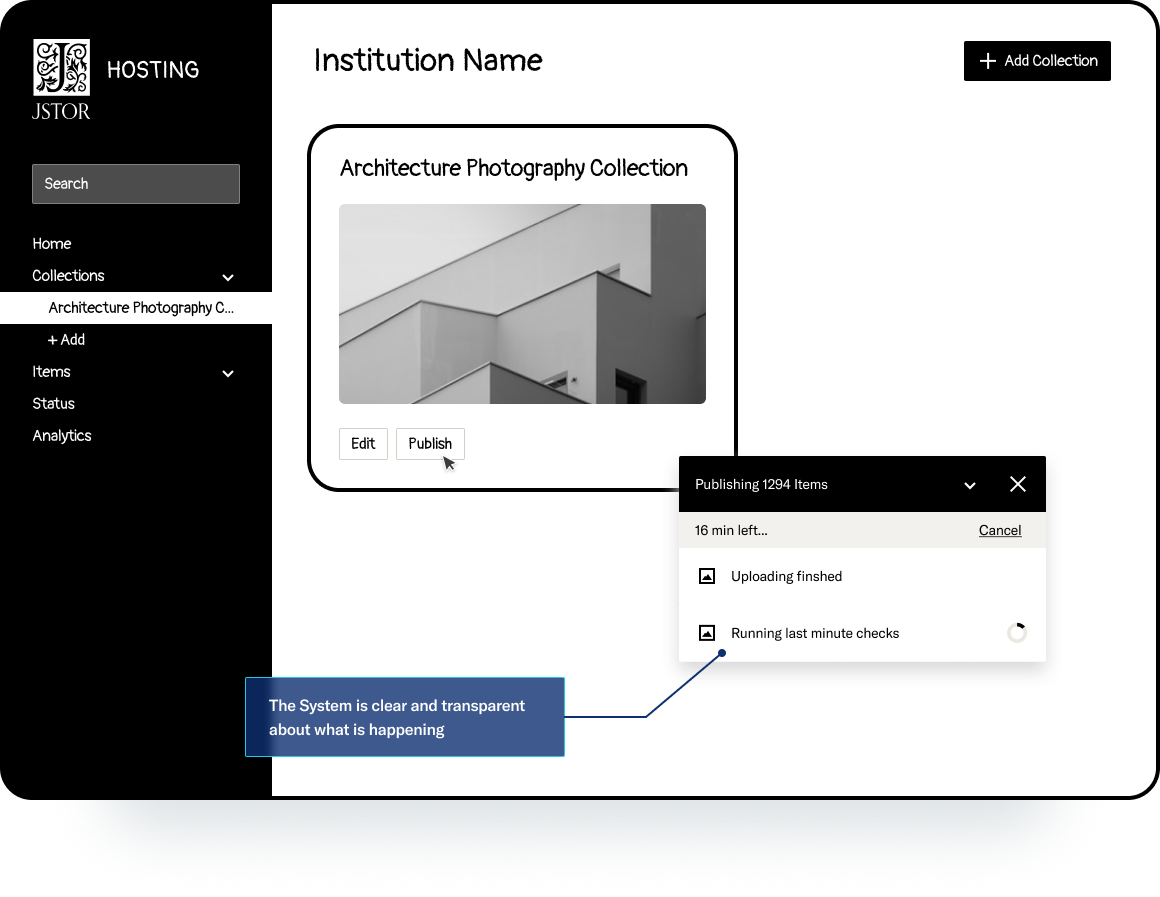 JSTOR
HOSTING
Search
Home
Collections
Architecture Photography C...
+ Add
Items
Status
Analytics
Institution Name
+ Add Collection
Architecture Photography Collection
Edit
Publish
Publishing 1294 Items
16 min left...
Cancel
Uploading finshed
Running last minute checks
The System is clear and transparent
about what is happening